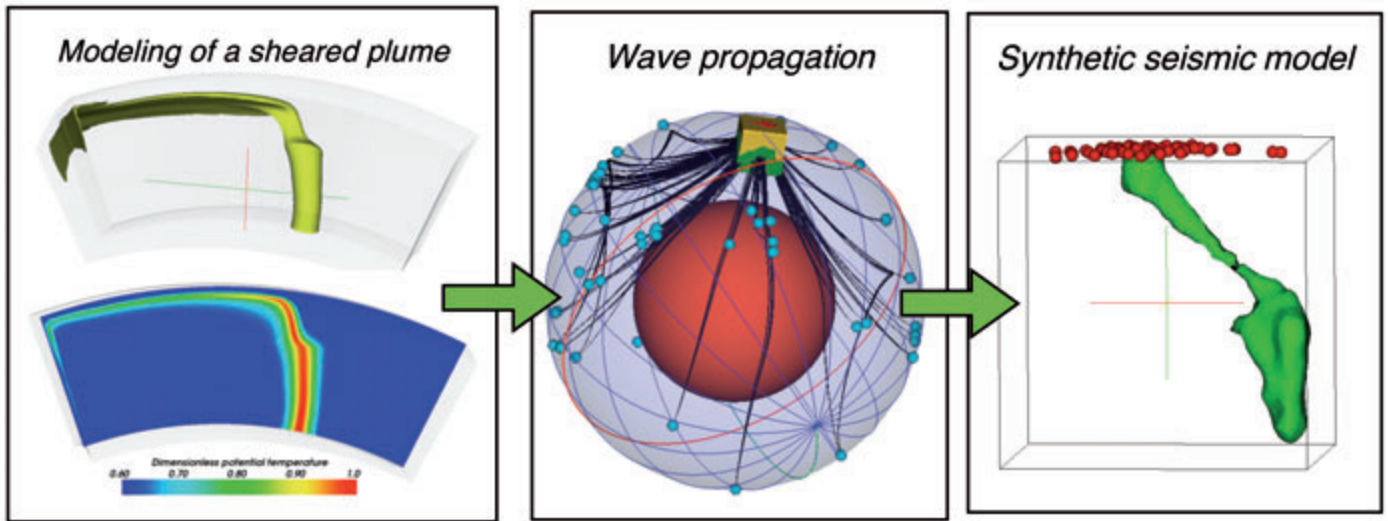 Modeling of a sheared plume
Wave propagation
Synthetic seismic model
Dimensionless potential temperature
0.60 0.70 0.80 0.90 1.0